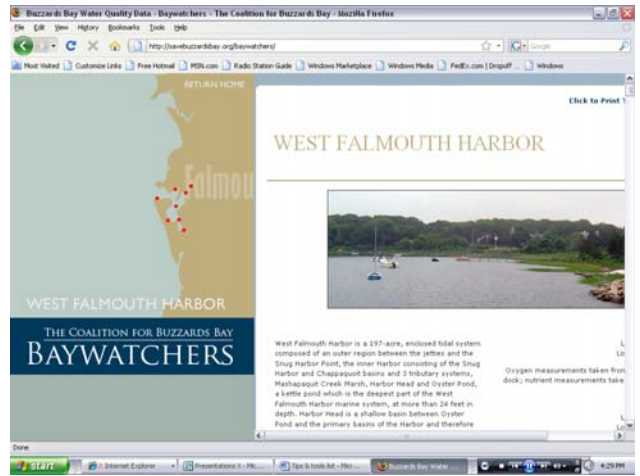 Buzzards Bay Water Quality Data - Baywatchers - The Coalition for Buzzards Bay - Mozilla Firefox
File Edit View History Bookmarks Tools Help
http://savebuzzardsbay.org/baywatchers/
Google
Most Visited Customize Links Free Hotmail MSN.com Radio Station Guide Windows Marketplace Windows Media FedEx.com | Dropoff ... Windows
RETURN HOME
Click to Print
Falmou
WEST FALMOUTH HARBOR
WEST FALMOUTH HARBOR
THE COALITION FOR BUZZARDS BAY
BAYWATCHERS
West Falmouth Harbor is a 197-acre, enclosed tidal system
composed of an outer region between the jetties and the
Snug Harbor Point, the inner Harbor consisting of the Snug
Harbor and Chappaquoit basins and 3 tributary systems,
Mashapaquit Creek Marsh, Harbor Head and Oyster Pond,
a kettle pond which is the deepest part of the West
Falmouth Harbor marine system, at more than 24 feet in
depth. Harbor Head is a shallow basin between Oyster
Pond and the primary basins of the Harbor and therefore
L
Lo
Oxygen measurements taken from
dock; nutrient measurements take
L
Lo
Done
start
2 Internet Explorer
Presentations 3 - Mic...
Tips & tools list - Micr...
Buzzards Bay Water ...
4:29 PM